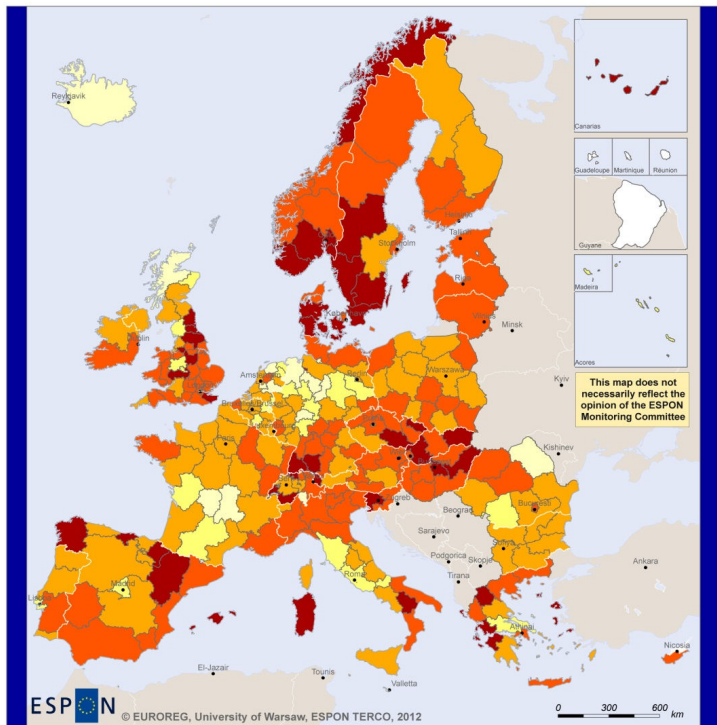 Reykjavik
Canarias
Guadeloupe Martinique Réunion
Helsinki
Stockholm
Tallinn
Guyane
Riga
Madeira
København
Dublin
Vilnius
Minsk
Acores
London
Amsterdam
Berlin
Warszawa
This map does not
necessarily reflect the
opinion of the ESPON
Monitoring Committee
Kyiv
Luxembourg
Paris
Kishinev
Zagreb
Beograd
Bucuresti
Sarajevo
Sofiya
Podgorica
Skopje
Roma
Tirana
Ankara
Madrid
Lisboa
Athinai
Nicosia
El-Jazair
Tounis
Valletta
ESPON
© EUROREG, University of Warsaw, ESPON TERCO, 2012
0 300 600
km